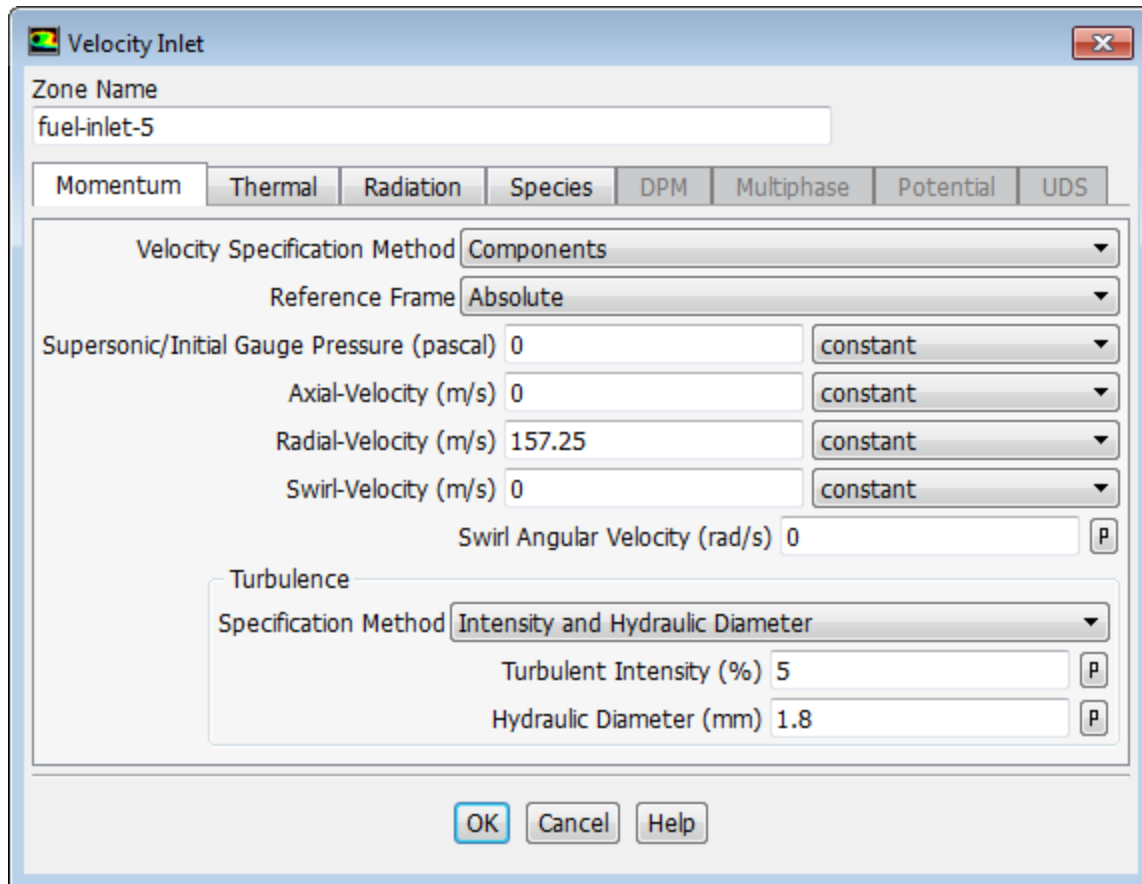 Velocity Inlet
Zone Name
fuel-inlet-5
Momentum Thermal Radiation Species DPM Multiphase Potential UDS
Velocity Specification Method Components
Reference Frame Absolute
Supersonic/Initial Gauge Pressure (pascal) 0 constant
Axial-Velocity (m/s) 0 constant
Radial-Velocity (m/s) 157.25 constant
Swirl-Velocity (m/s) 0 constant
Swirl Angular Velocity (rad/s) 0 P
Turbulence
Specification Method Intensity and Hydraulic Diameter
Turbulent Intensity (%) 5 P
Hydraulic Diameter (mm) 1.8 P
OK Cancel Help